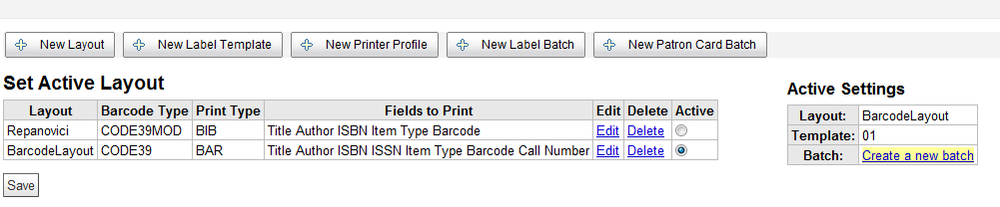 New Layout New Label Template New Printer Profile New Label Batch New Patron Card Batch
Set Active Layout
Layout Barcode Type Print Type Fields to Print Edit Delete Active
Repanovici CODE39MOD BIB Title Author ISBN Item Type Barcode Edit Delete
BarcodeLayout CODE39 BAR Title Author ISBN ISSN Item Type Barcode Call Number Edit Delete
Save
Active Settings
Layout: BarcodeLayout
Template: 01
Batch: Create a new batch